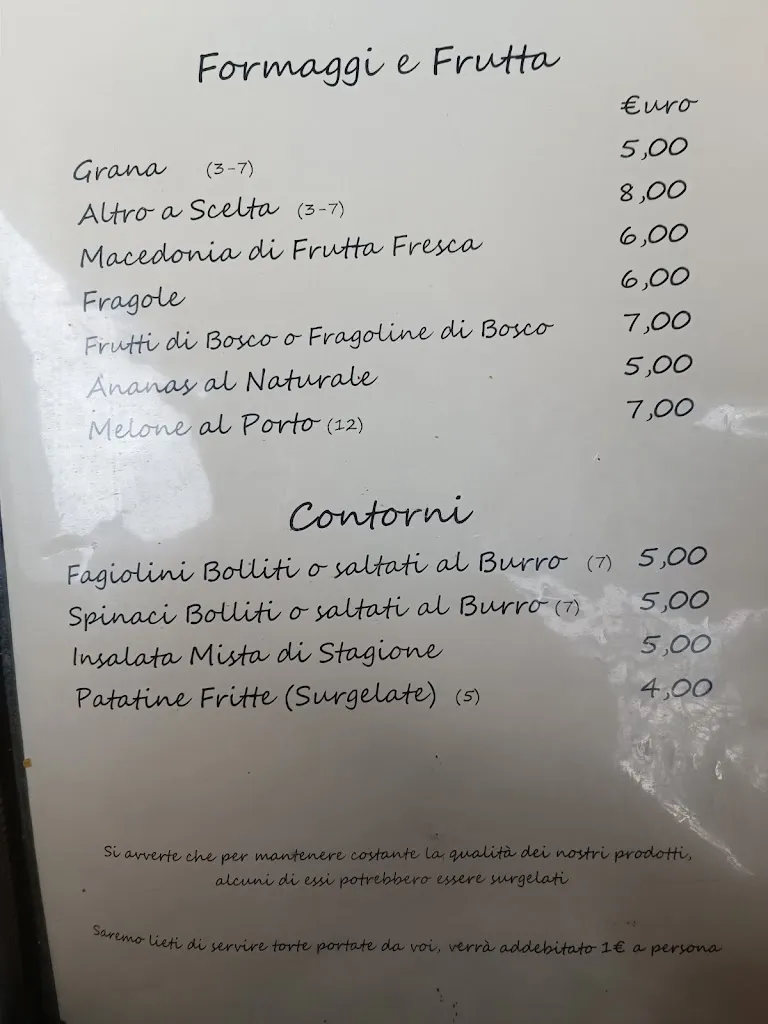 Formaggi e Frutta
€uro
Grana (3-7) 5,00
Altro a Scelta (3-7) 8,00
Macedonia di Frutta Fresca 6,00
Fragole 6,00
Frutti di Bosco o Fragoline di Bosco 7,00
Ananas al Naturale 5,00
Melone al Porto (12) 7,00
Contorni
Fagiolini Bolliti o saltati al Burro (7) 5,00
Spinaci Bolliti o saltati al Burro (7) 5,00
Insalata Mista di Stagione 5,00
Patatine Fritte (Surgelate) (5) 4,00
Si avverte che per mantenere costante la qualità dei nostri prodotti,
alcuni di essi potrebbero essere surgelati
Saremo lieti di servire torte portate da voi, verrà addebitato 1€ a persona